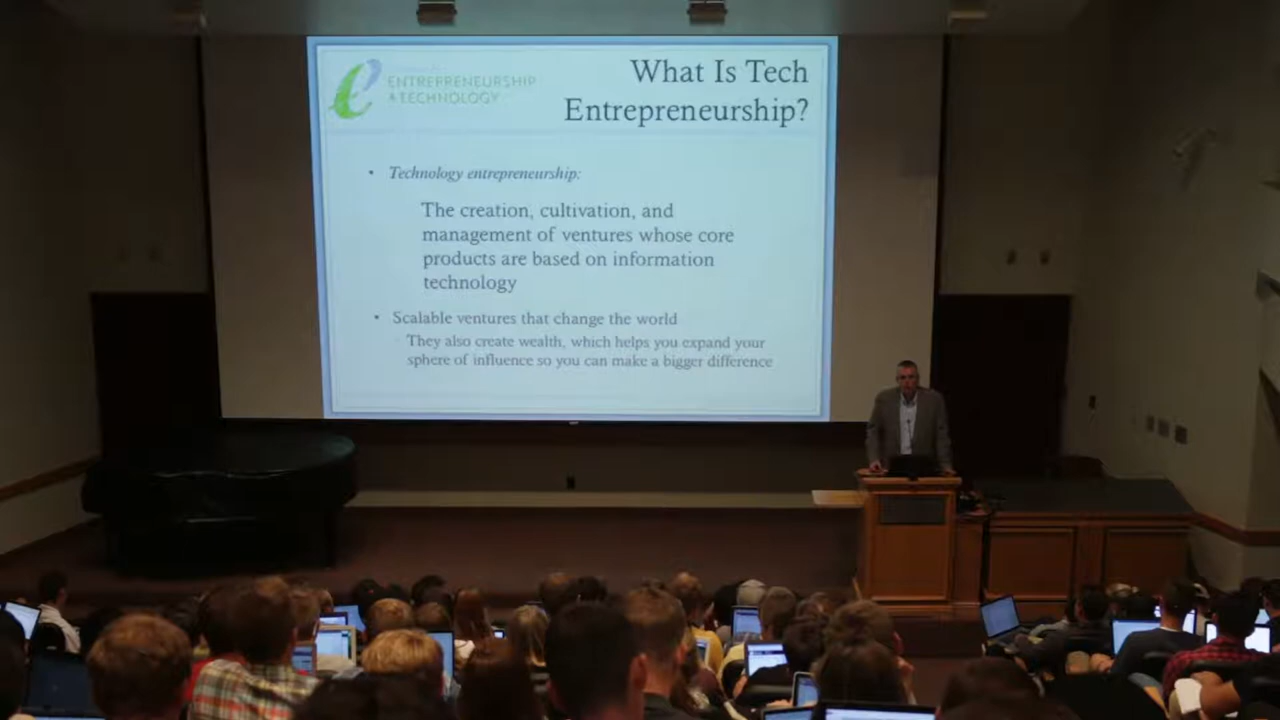 ENTREPRENEURSHIP
& TECHNOLOGY
What Is Tech
Entrepreneurship?
• Technology entrepreneurship:
The creation, cultivation, and
management of ventures whose core
products are based on information
technology
• Scalable ventures that change the world
They also create wealth, which helps you expand your
sphere of influence so you can make a bigger difference